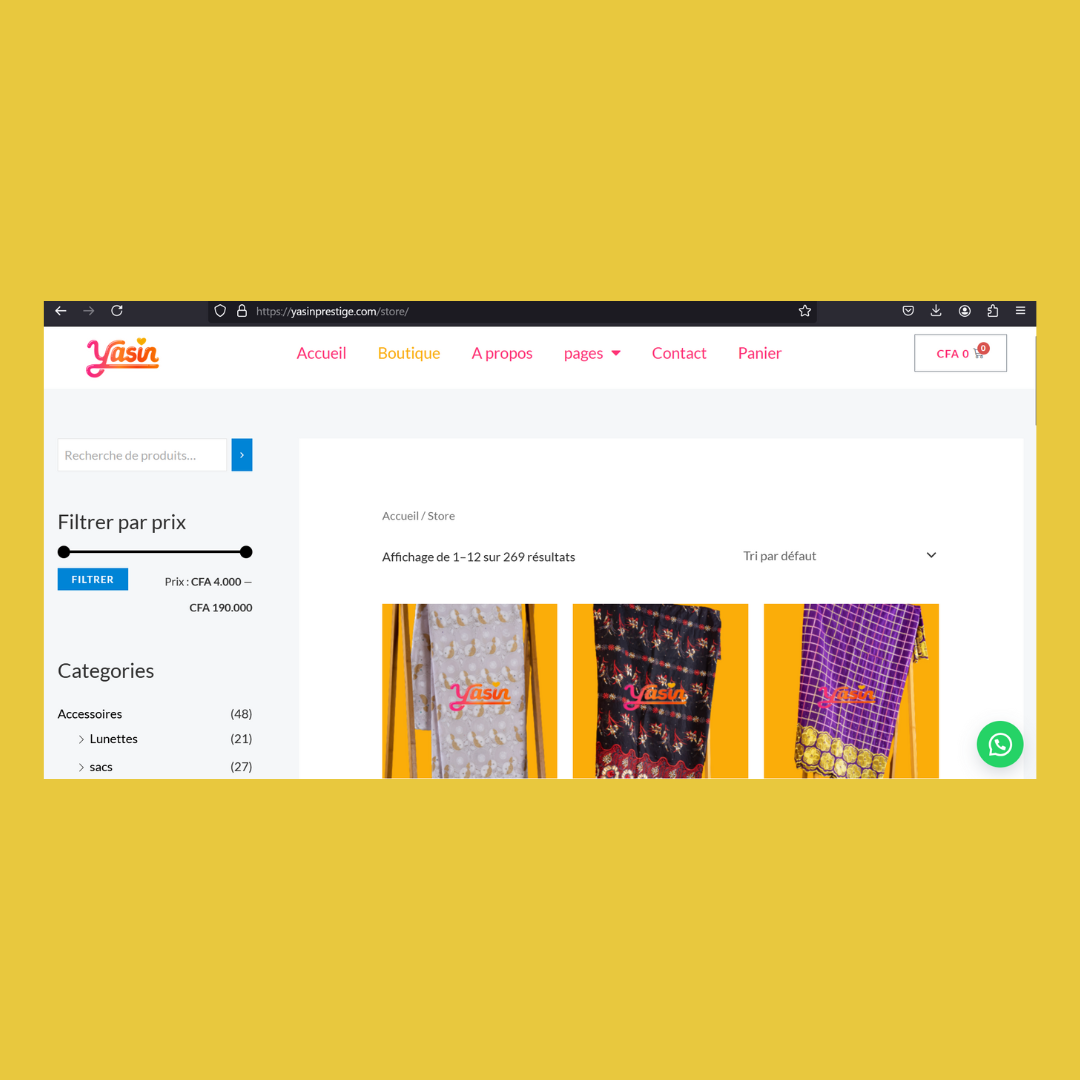 https://yasinprestige.com/store/
Yasin
Accueil
Boutique
A propos
pages
Contact
Panier
CFA 0
0
Recherche de produits...
Filtrer par prix
FILTRER
Prix : CFA 4.000 —
CFA 190.000
Categories
Accessoires (48)
Lunettes (21)
sacs (27)
Accueil / Store
Affichage de 1–12 sur 269 résultats
Tri par défaut
Yasin
Yasin
Yasin